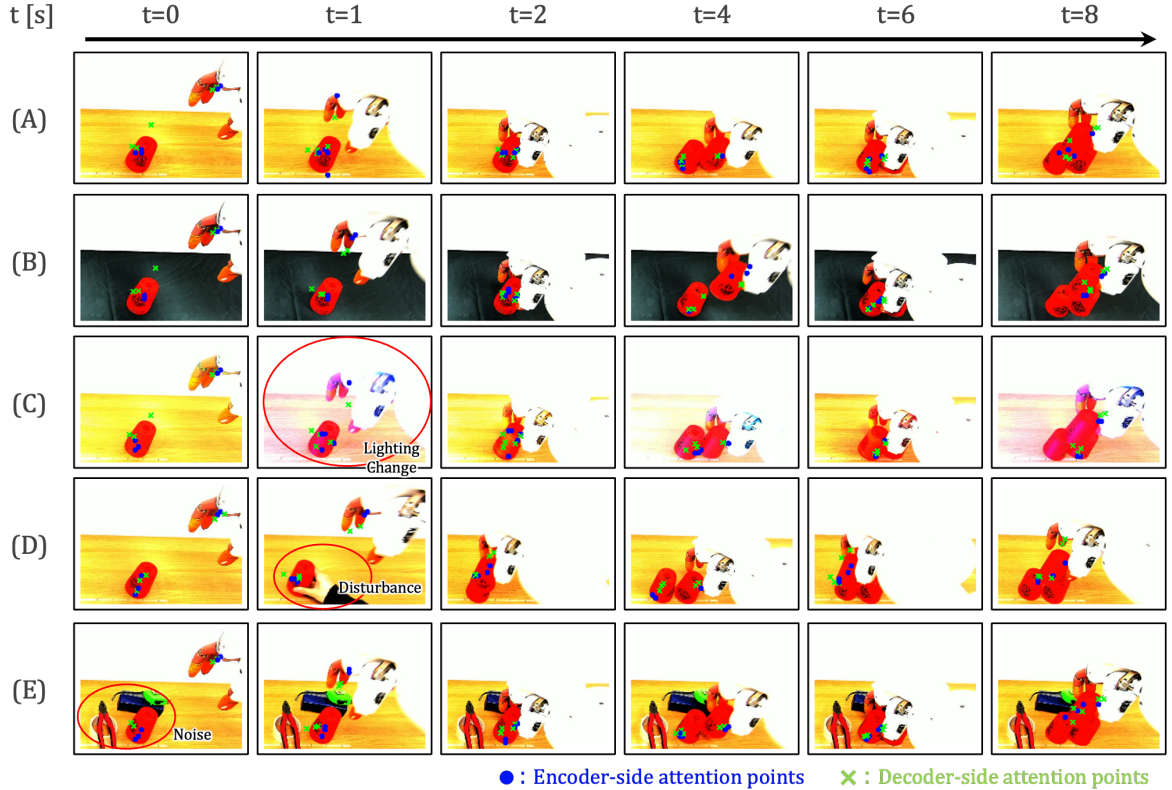 t [s] t=0 t=1 t=2 t=4 t=6 t=8
(A)
(B)
(C)
Lighting
Change
(D)
Disturbance
(E)
Noise
: Encoder-side attention points × : Decoder-side attention points